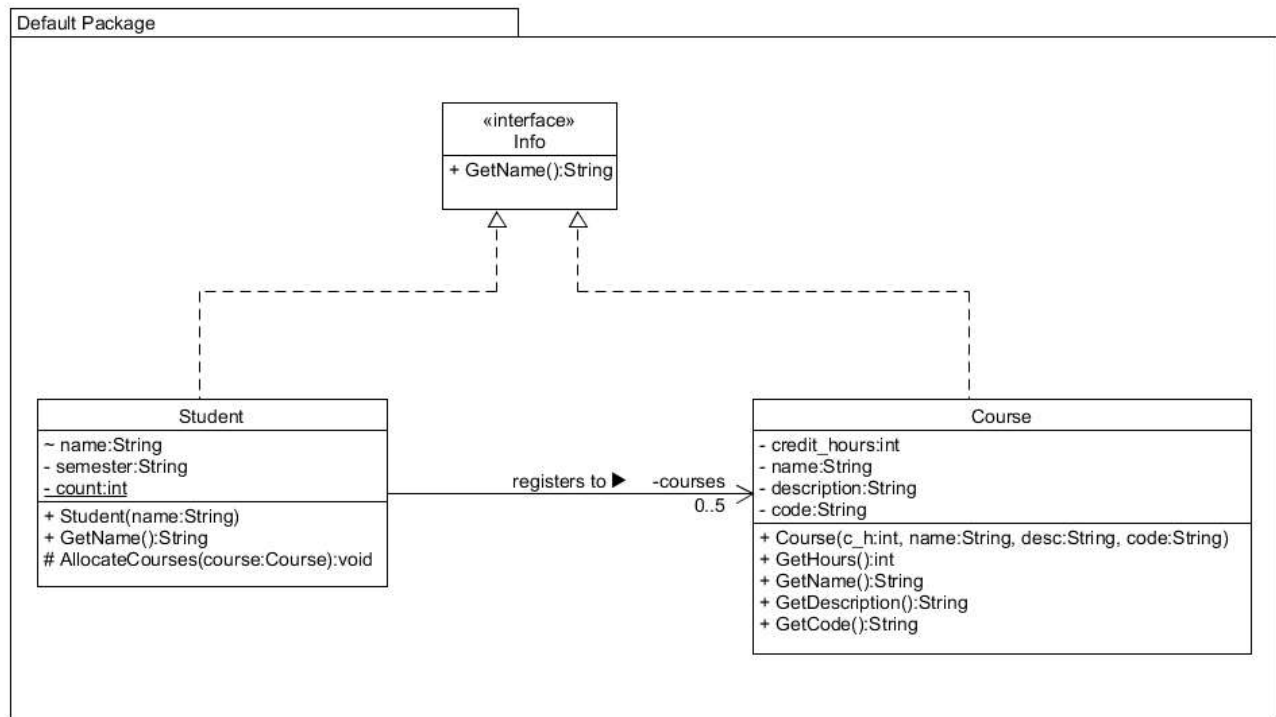 Default Package
«interface»
Info
+ GetName():String
Student
~ name:String
- semester:String
- count:int
+ Student(name:String)
+ GetName():String
# AllocateCourses(course:Course):void
registers to ▶
-courses
0..5
Course
- credit_hours:int
- name:String
- description:String
- code:String
+ Course(c_h:int, name:String, desc:String, code:String)
+ GetHours():int
+ GetName():String
+ GetDescription():String
+ GetCode():String